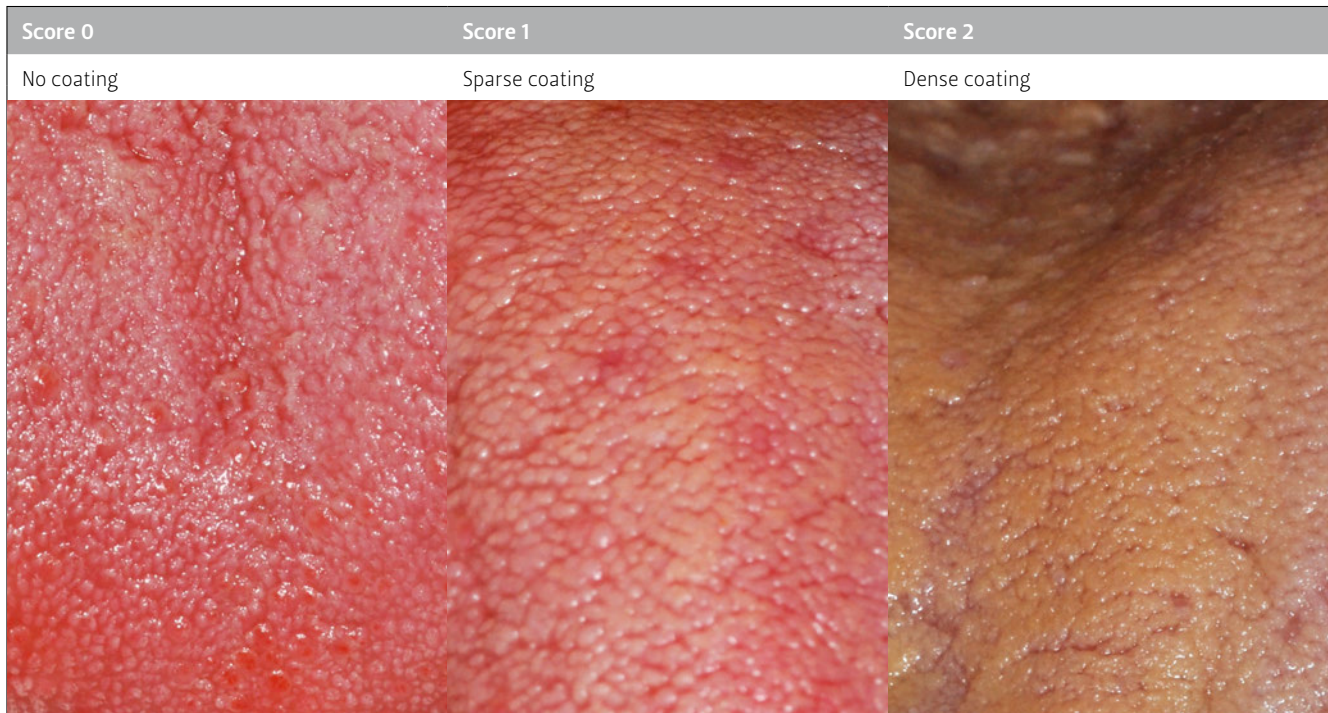 Score 0
Score 1
Score 2
No coating
Sparse coating
Dense coating